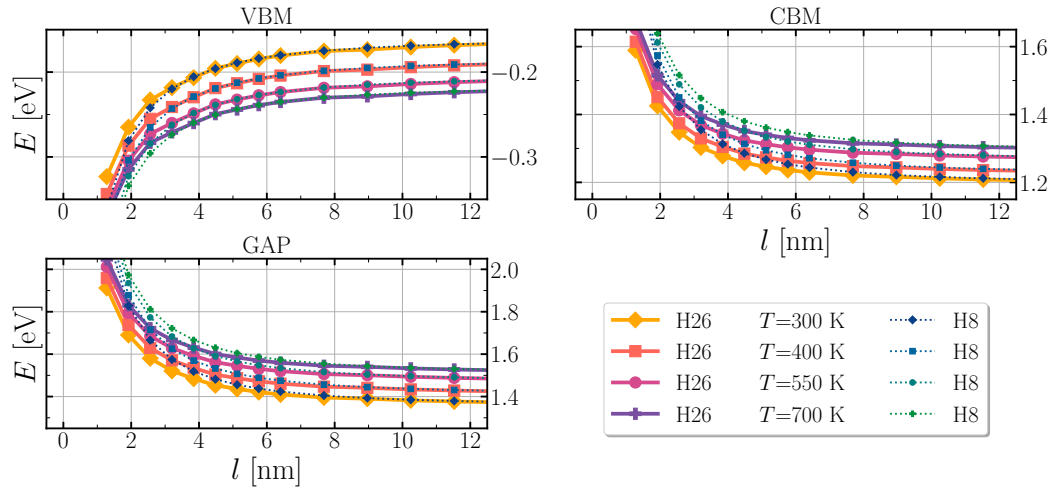 VBM
CBM
E [eV]
−0.2
−0.3
0 2 4 6 8 10 12
1.6
1.4
1.2
0 2 4 6 8 10 12
l [nm]
GAP
E [eV]
2.0
1.8
1.6
1.4
0 2 4 6 8 10 12
l [nm]
H26 T=300 K H8
H26 T=400 K H8
H26 T=550 K H8
H26 T=700 K H8